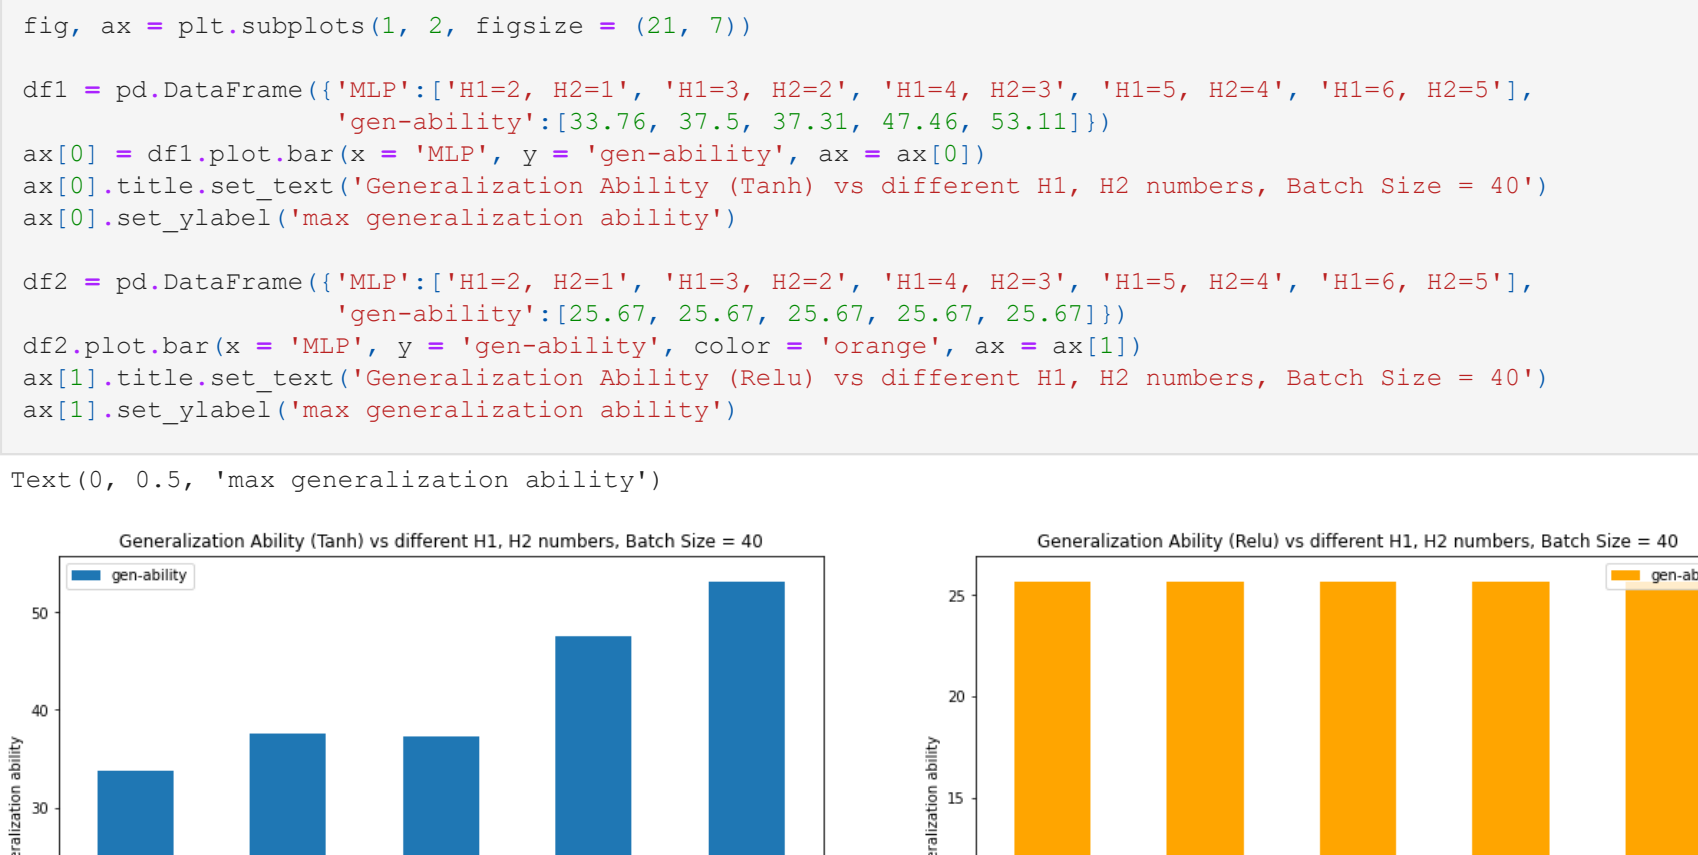 fig, ax = plt.subplots(1, 2, figsize = (21, 7))
df1 = pd.DataFrame({'MLP':['H1=2, H2=1', 'H1=3, H2=2', 'H1=4, H2=3', 'H1=5, H2=4', 'H1=6, H2=5'],
'gen-ability':[33.76, 37.5, 37.31, 47.46, 53.11]})
ax[0] = df1.plot.bar(x = 'MLP', y = 'gen-ability', ax = ax[0])
ax[0].title.set_text('Generalization Ability (Tanh) vs different H1, H2 numbers, Batch Size = 40')
ax[0].set_ylabel('max generalization ability')
df2 = pd.DataFrame({'MLP':['H1=2, H2=1', 'H1=3, H2=2', 'H1=4, H2=3', 'H1=5, H2=4', 'H1=6, H2=5'],
'gen-ability':[25.67, 25.67, 25.67, 25.67, 25.67]})
df2.plot.bar(x = 'MLP', y = 'gen-ability', color = 'orange', ax = ax[1])
ax[1].title.set_text('Generalization Ability (Relu) vs different H1, H2 numbers, Batch Size = 40')
ax[1].set_ylabel('max generalization ability')
Text(0, 0.5, 'max generalization ability')
Generalization Ability (Tanh) vs different H1, H2 numbers, Batch Size = 40
gen-ability
50
40
30
eralization ability
Generalization Ability (Relu) vs different H1, H2 numbers, Batch Size = 40
gen-ab
25
20
15
eralization ability